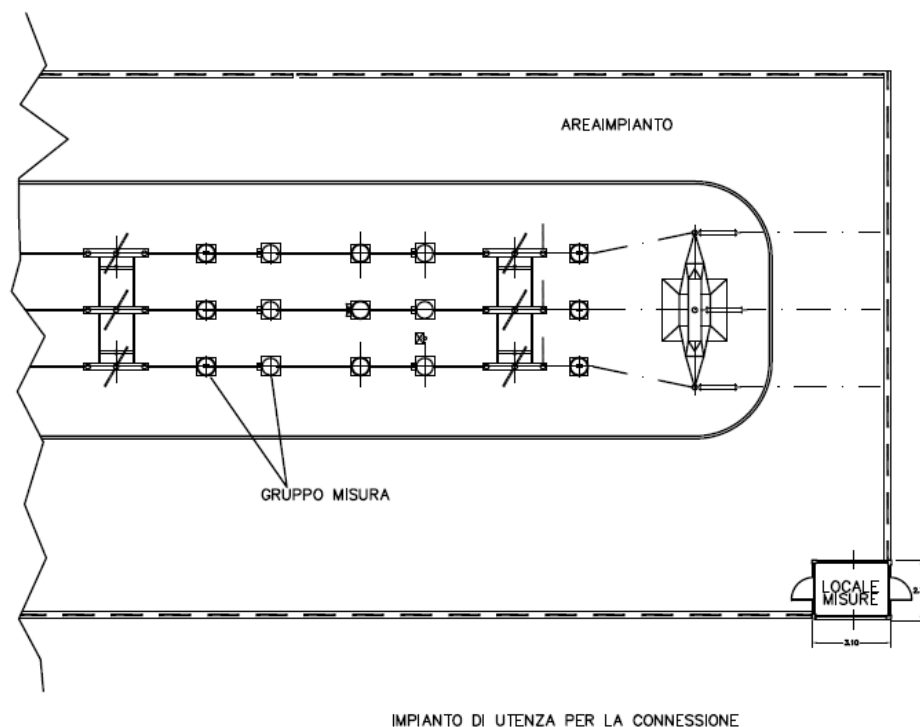 AREAIMPIANTO
GRUPPO MISURA
LOCALE
MISURE
3.10
IMPIANTO DI UTENZA PER LA CONNESSIONE